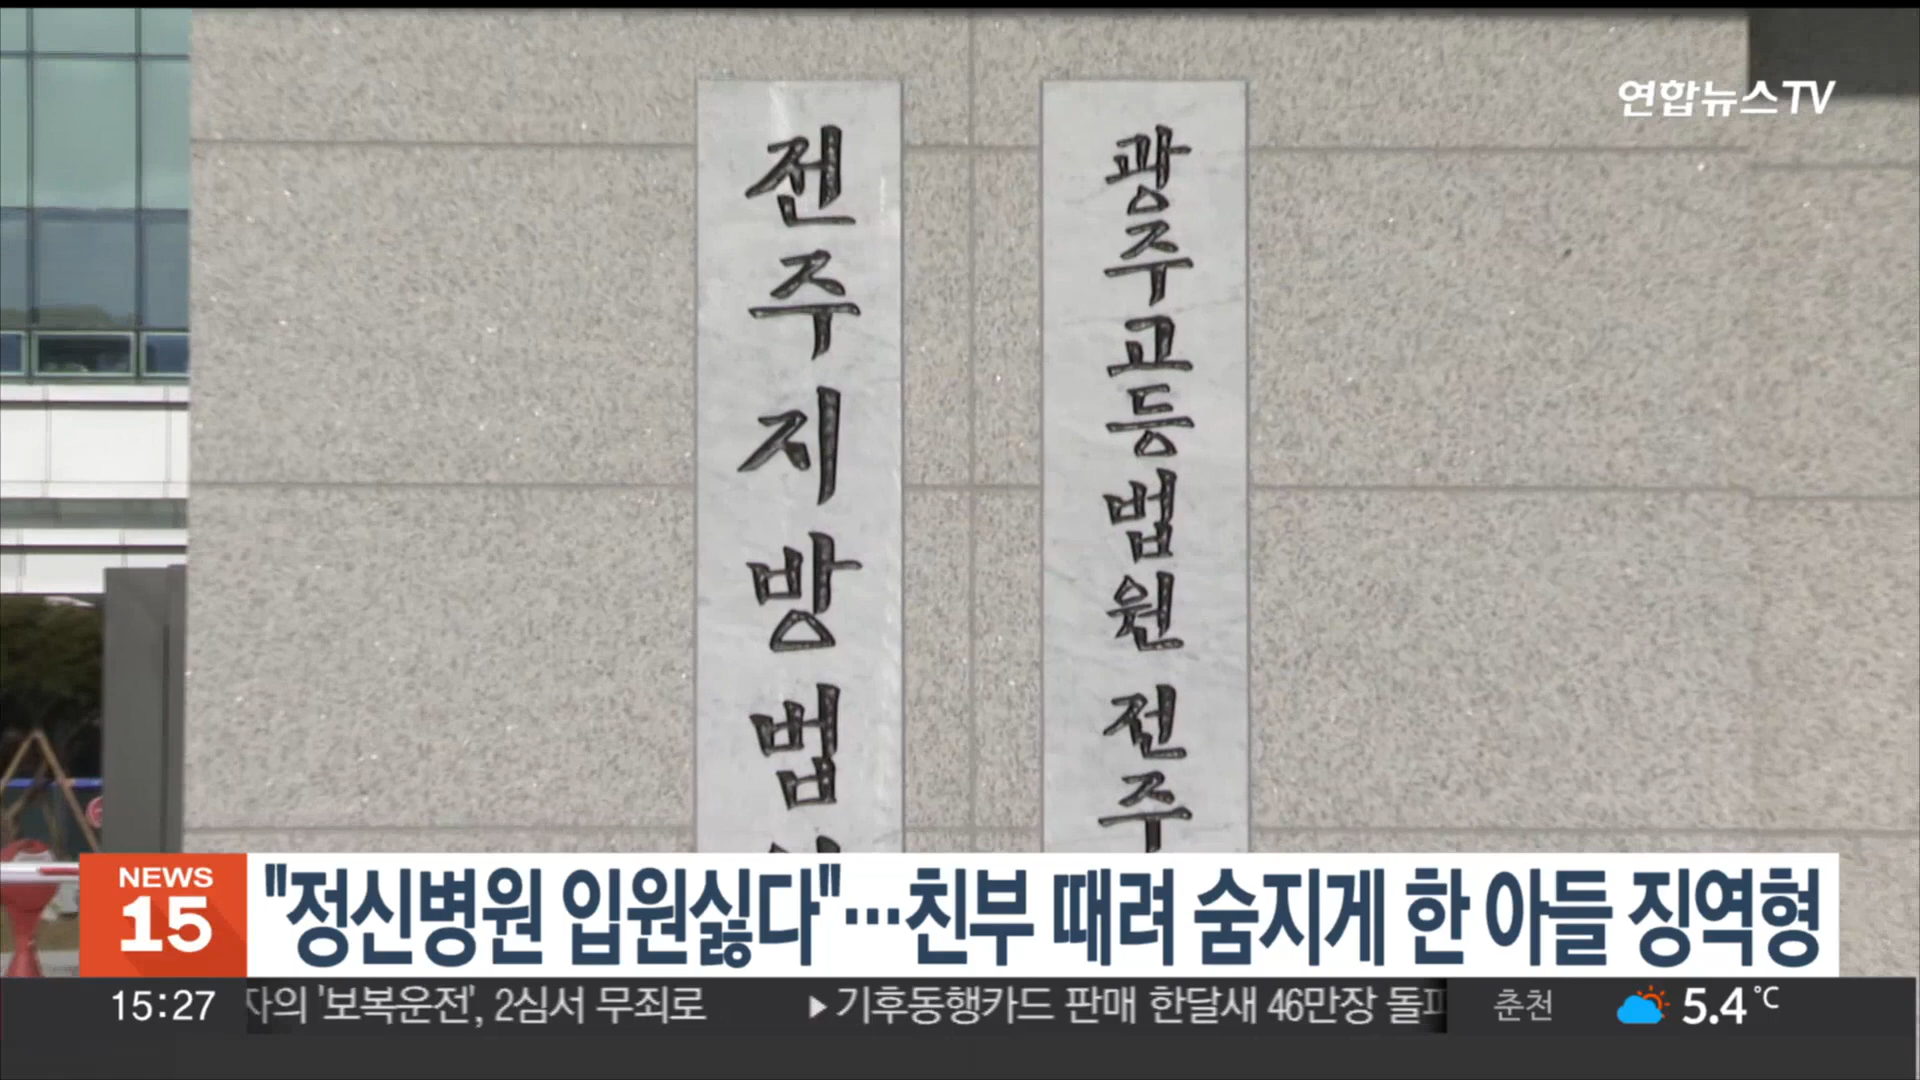 연합뉴스TV
전주지방법
광주고등법원 전주
NEWS
15
"정신병원 입원싫다"…친부 때려 숨지게 한 아들 징역형
15:27
자의 '보복운전', 2심서 무죄로
▶기후동행카드 판매 한달새 46만장 돌파
춘천
5.4℃